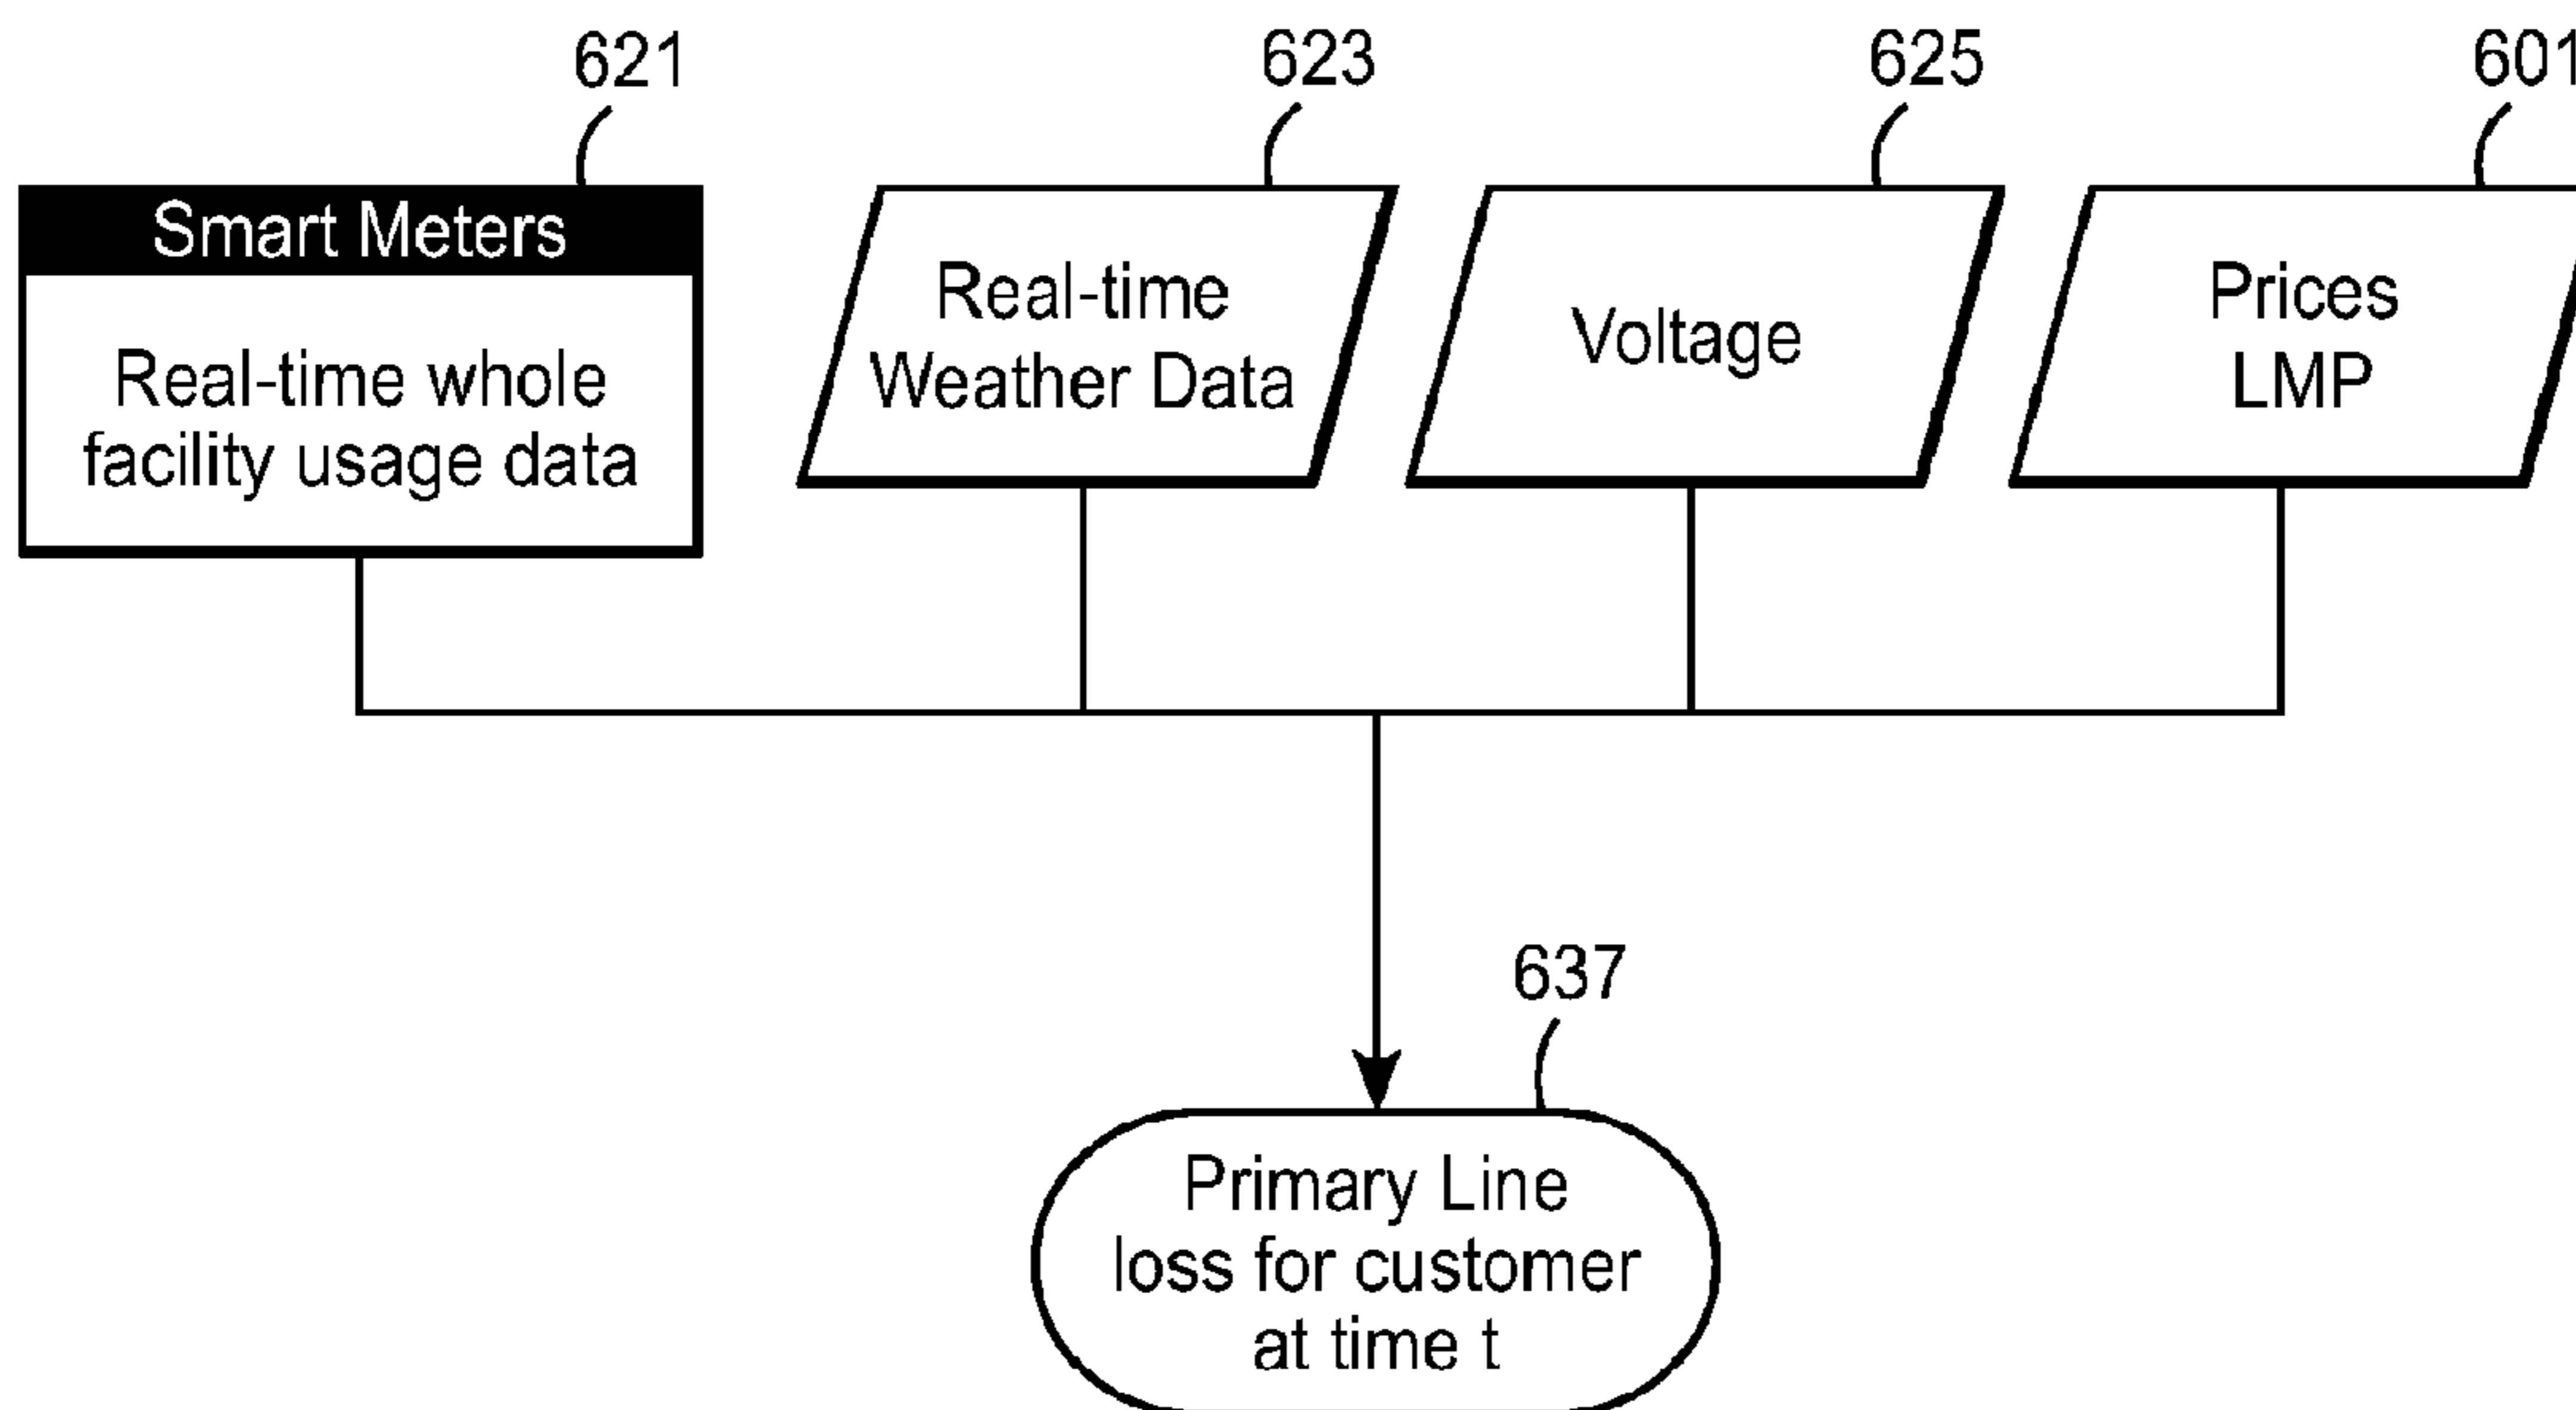 621
623
625
601
Smart Meters
Real-time whole
facility usage data
Real-time
Weather Data
Voltage
Prices
LMP
637
Primary Line
loss for customer
at time t